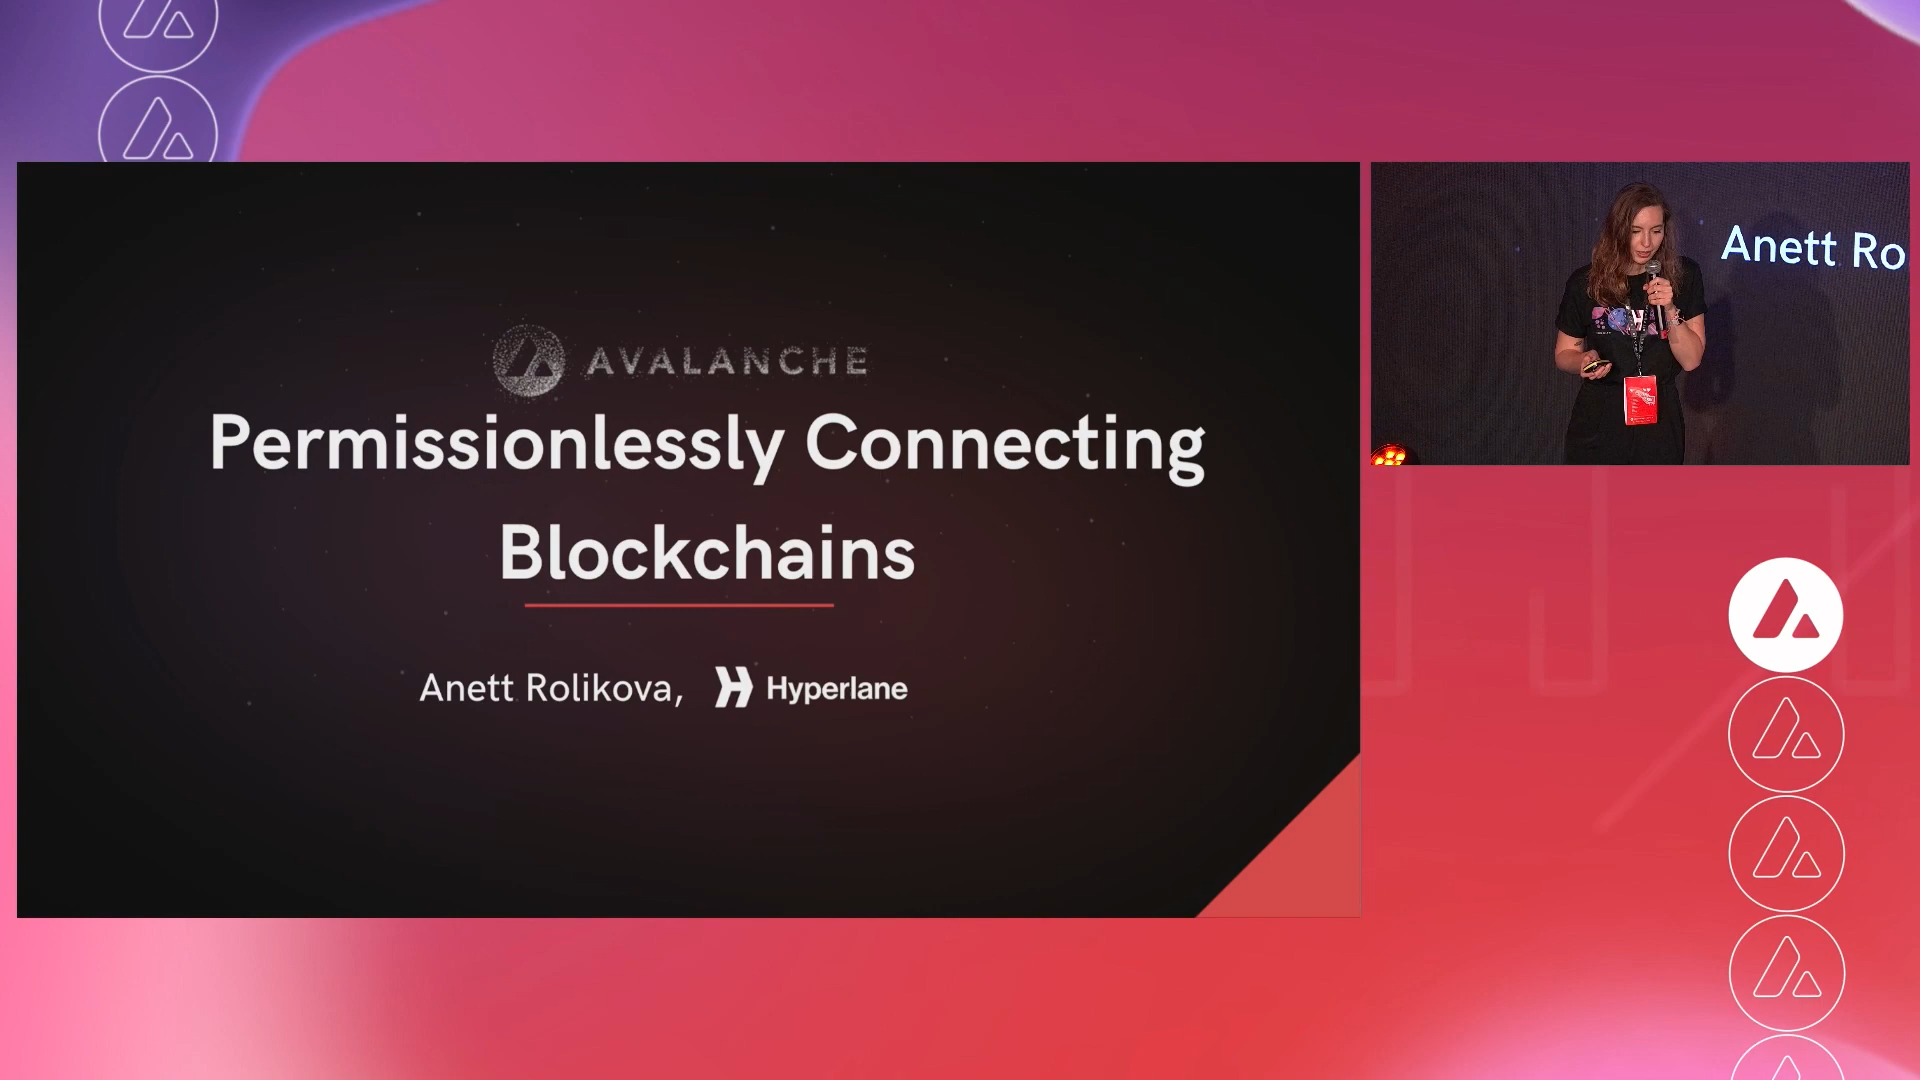 AVALANCHE
Permissionlessly Connecting
Blockchains
Anett Rolikova, Hyperlane
Anett Ro